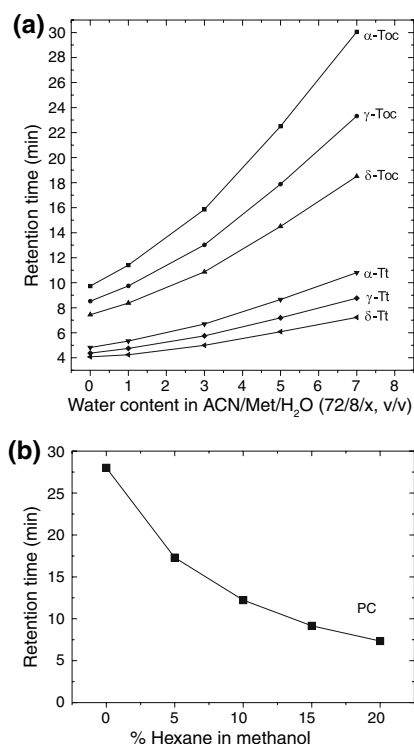 (a)
30
28
26
24
22
20
18
16
14
12
10
8
6
4
Retention time (min)
α-Toc
γ-Toc
δ-Toc
α-Tt
γ-Tt
δ-Tt
0 1 2 3 4 5 6 7 8
Water content in ACN/Met/H₂O (72/8/x, v/v)
(b)
30
25
20
15
10
5
0
Retention time (min)
PC
0 5 10 15 20
% Hexane in methanol